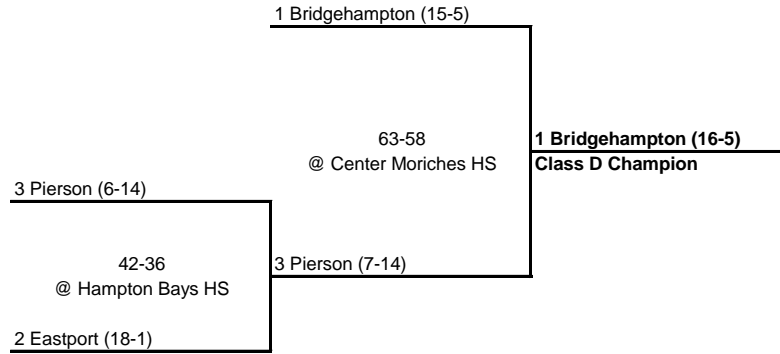 1 Bridgehampton (15-5)
63-58
@ Center Moriches HS
1 Bridgehampton (16-5)
Class D Champion
3 Pierson (6-14)
42-36
@ Hampton Bays HS
3 Pierson (7-14)
2 Eastport (18-1)